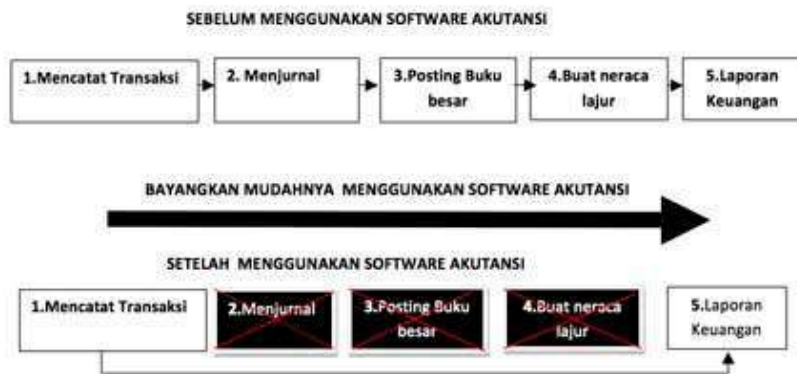 SEBELUM MENGGUNAKAN SOFTWARE AKUTANSI
1.Mencatat Transaksi
2. Menjurnal
3.Posting Buku
besar
4.Buat neraca
lajur
5.Laporan
Keuangan
BAYANGKAN MUDAHNYA MENGGUNAKAN SOFTWARE AKUTANSI
SETELAH MENGGUNAKAN SOFTWARE AKUTANSI
1.Mencatat Transaksi
2.Menjurnal
3.Posting Buku
besar
4.Buat neraca
lajur
5.Laporan
Keuangan